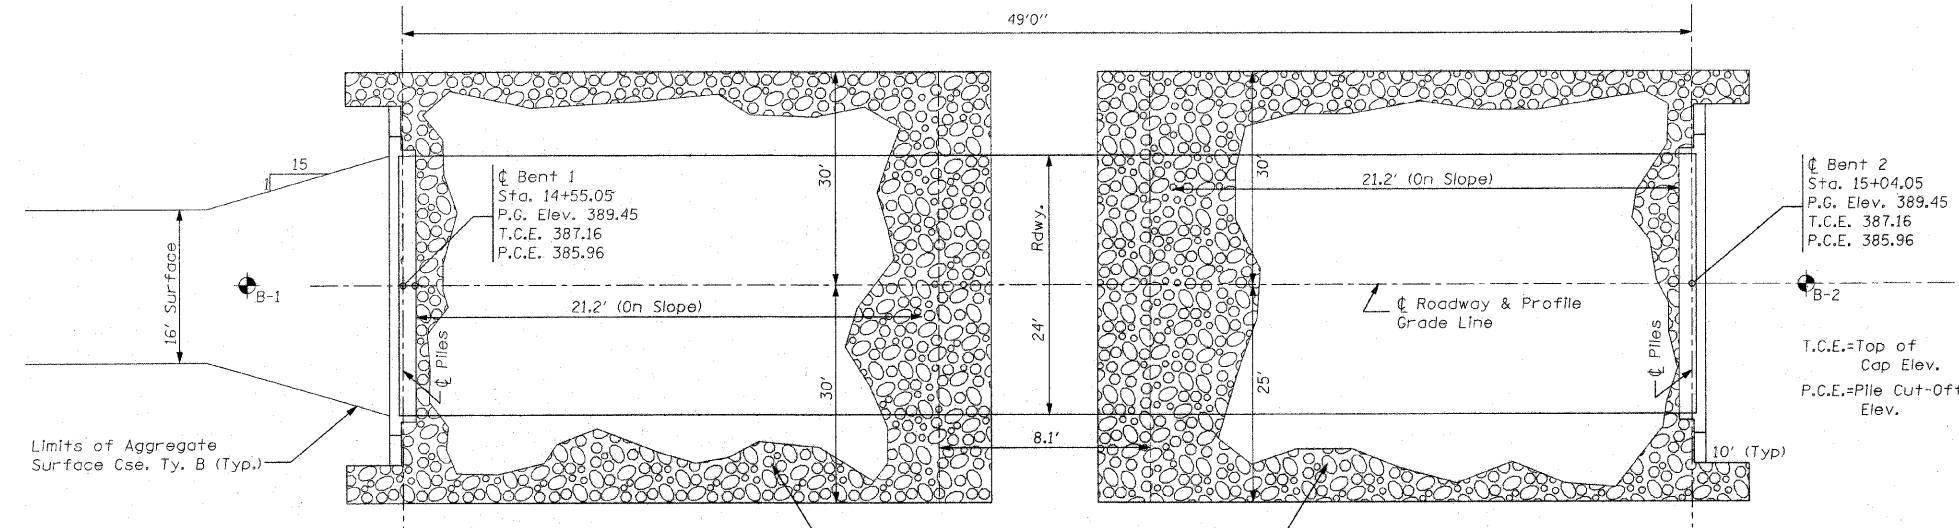 49'0''
15
1
℄ Bent 1
Sta. 14+55.05
P.G. Elev. 389.45
T.C.E. 387.16
P.C.E. 385.96
30'
Rdwy.
30'
21.2' (On Slope)
℄ Bent 2
Sta. 15+04.05
P.G. Elev. 389.45
T.C.E. 387.16
P.C.E. 385.96
16' Surface
B-1
21.2' (On Slope)
℄ Roadway & Profile
Grade Line
B-2
℄ Piles
24'
℄ Piles
T.C.E.=Top of
Cap Elev.
P.C.E.=Pile Cut-Off
Elev.
30'
25'
8.1'
Limits of Aggregate
Surface Cse. Ty. B (Typ.)
10' (Typ)